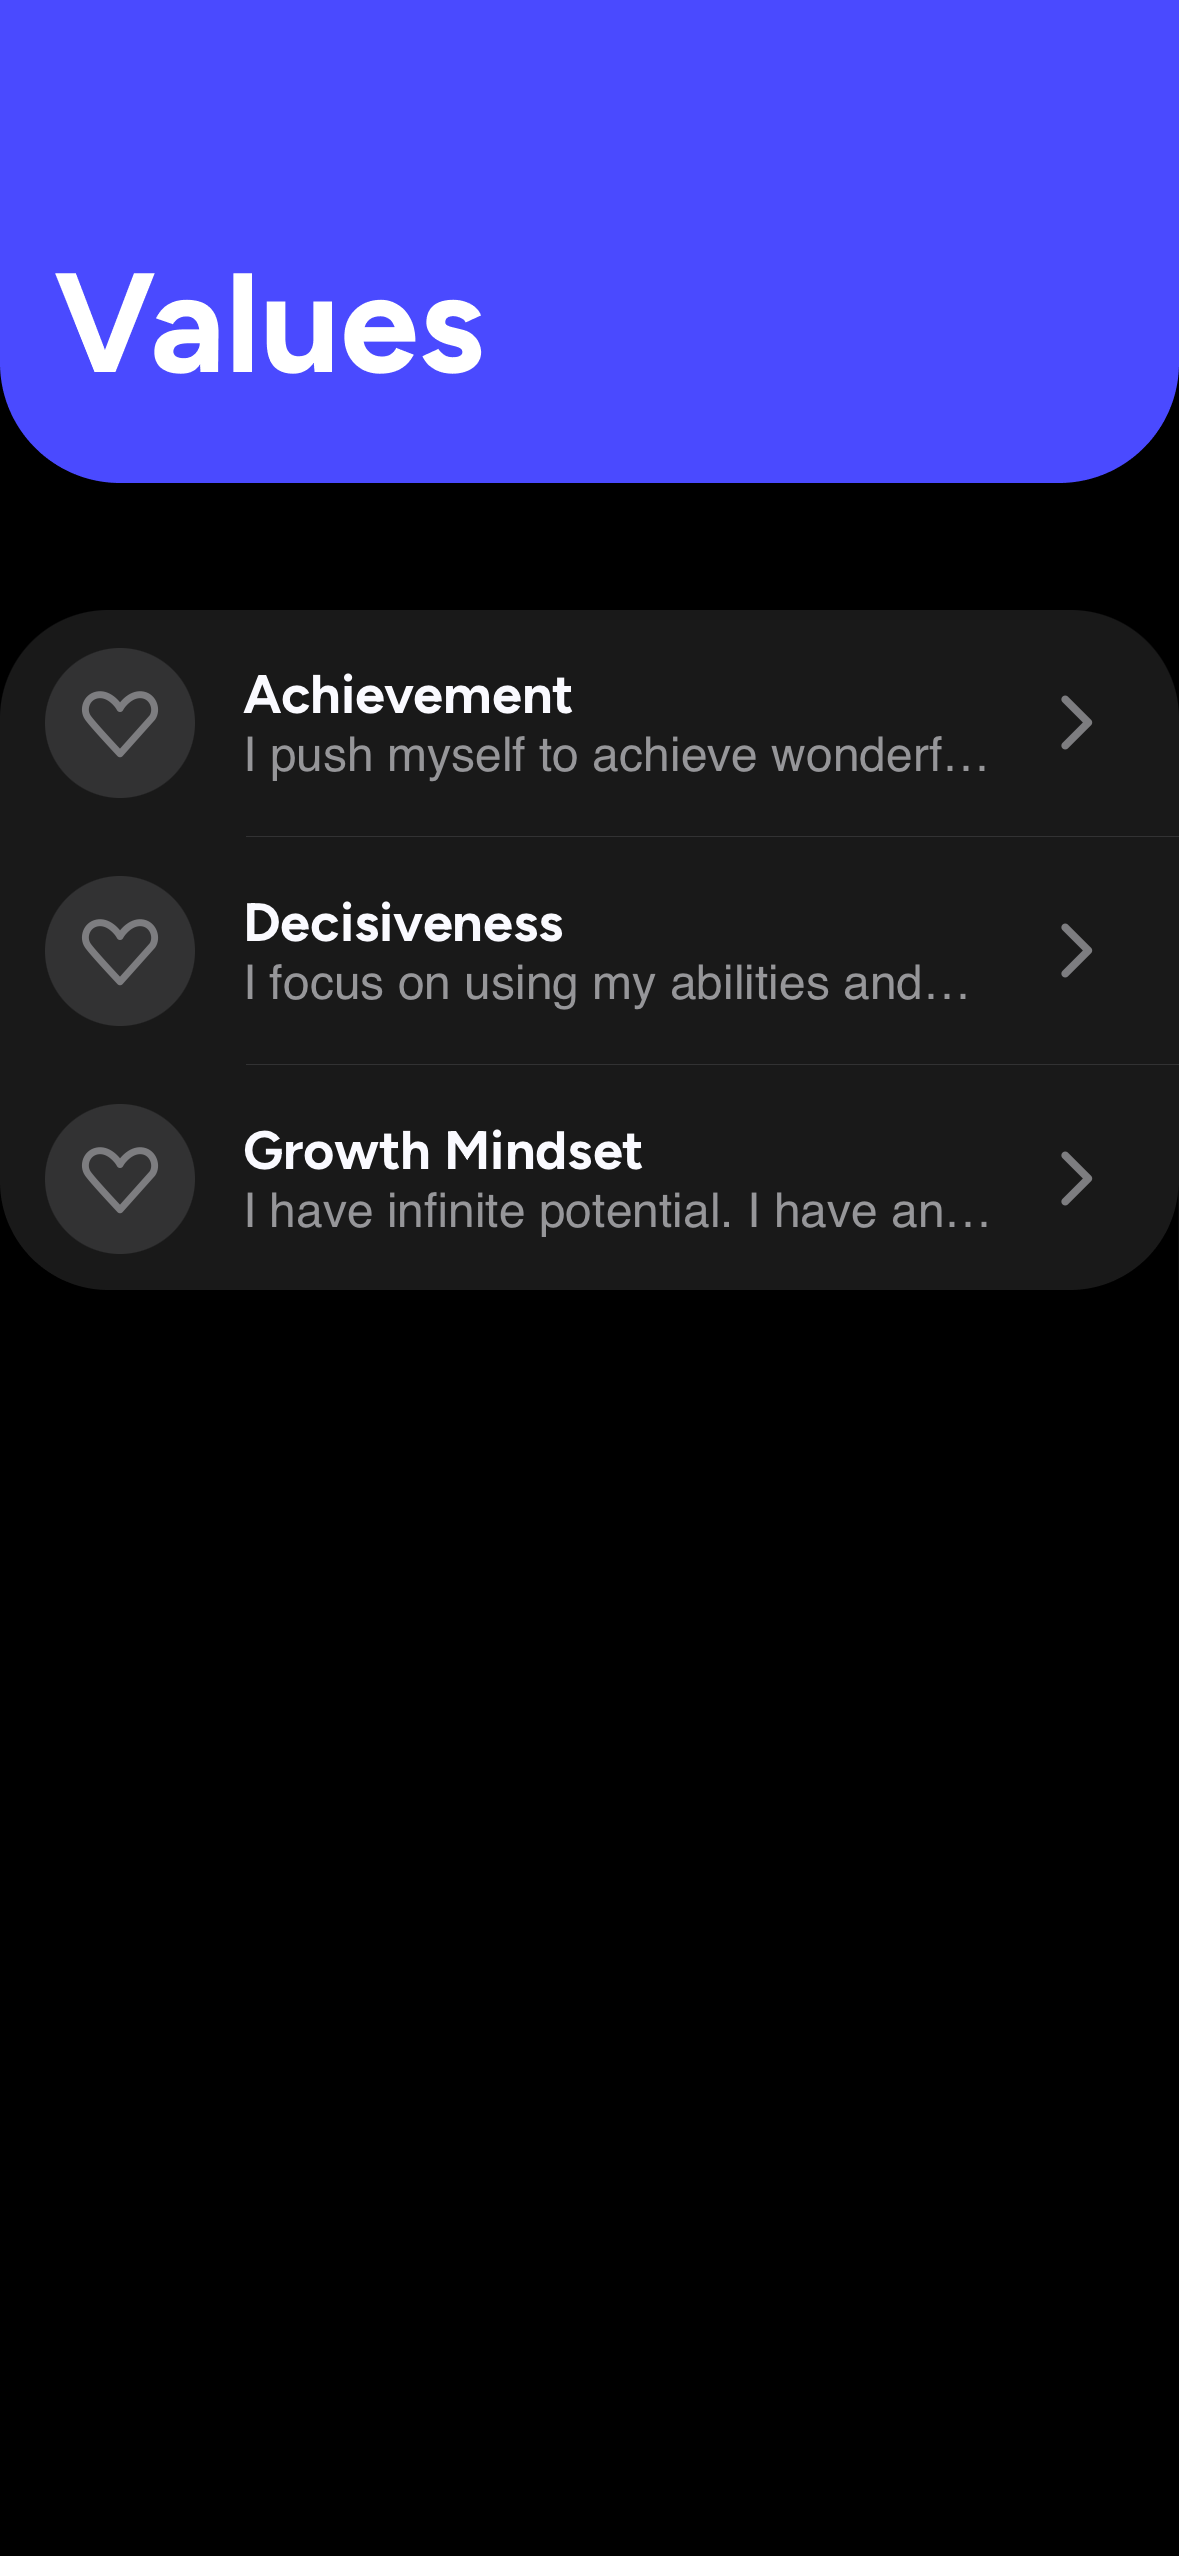 Values
Achievement
I push myself to achieve wonderf...
Decisiveness
I focus on using my abilities and...
Growth Mindset
I have infinite potential. I have an...